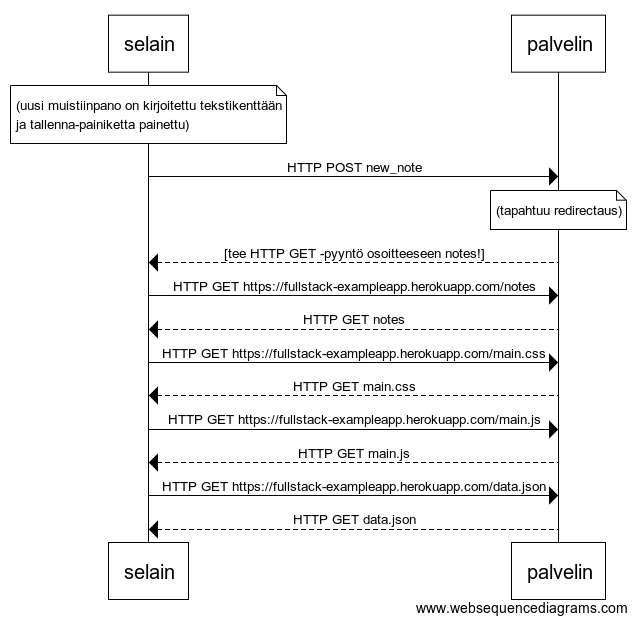 selain palvelin
(uusi muistiinpano on kirjoitettu tekstikenttään
ja tallenna-painiketta painettu)
HTTP POST new_note
(tapahtuu redirectaus)
[tee HTTP GET -pyyntö osoitteeseen notes!]
HTTP GET https://fullstack-exampleapp.herokuapp.com/notes
HTTP GET notes
HTTP GET https://fullstack-exampleapp.herokuapp.com/main.css
HTTP GET main.css
HTTP GET https://fullstack-exampleapp.herokuapp.com/main.js
HTTP GET main.js
HTTP GET https://fullstack-exampleapp.herokuapp.com/data.json
HTTP GET data.json
selain palvelin
www.websequencediagrams.com